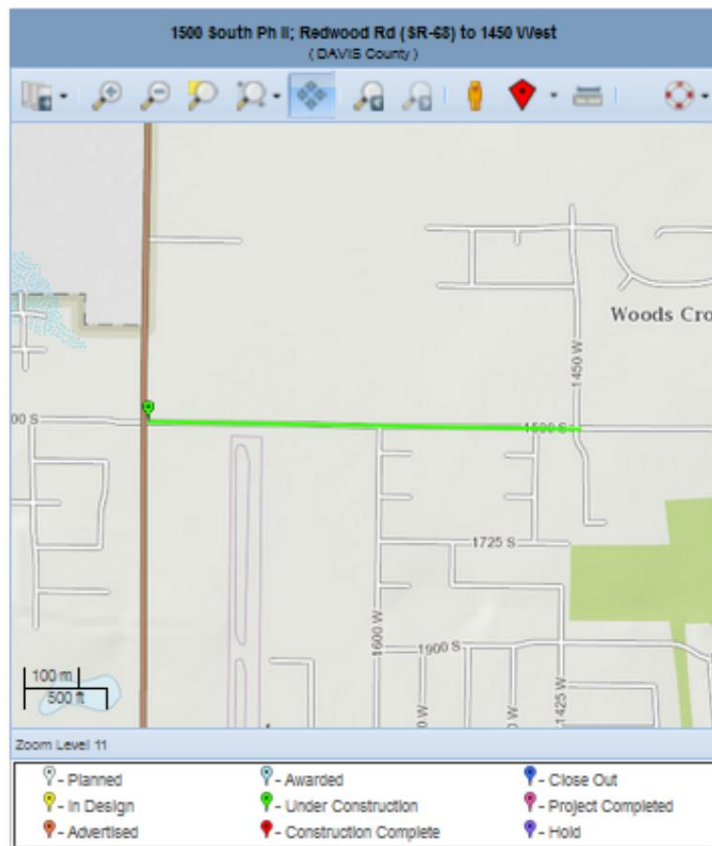 1500 South Ph II; Redwood Rd (SR-68) to 1450 West
( DAVIS County )
Woods Cro
1450 W
00 S
1500 S
1725 S
1600 W
1900 S
W
W
1425 W
100 m
500 ft
Zoom Level 11
- Planned
- Awarded
- Close Out
- In Design
- Under Construction
- Project Completed
- Advertised
- Construction Complete
- Hold